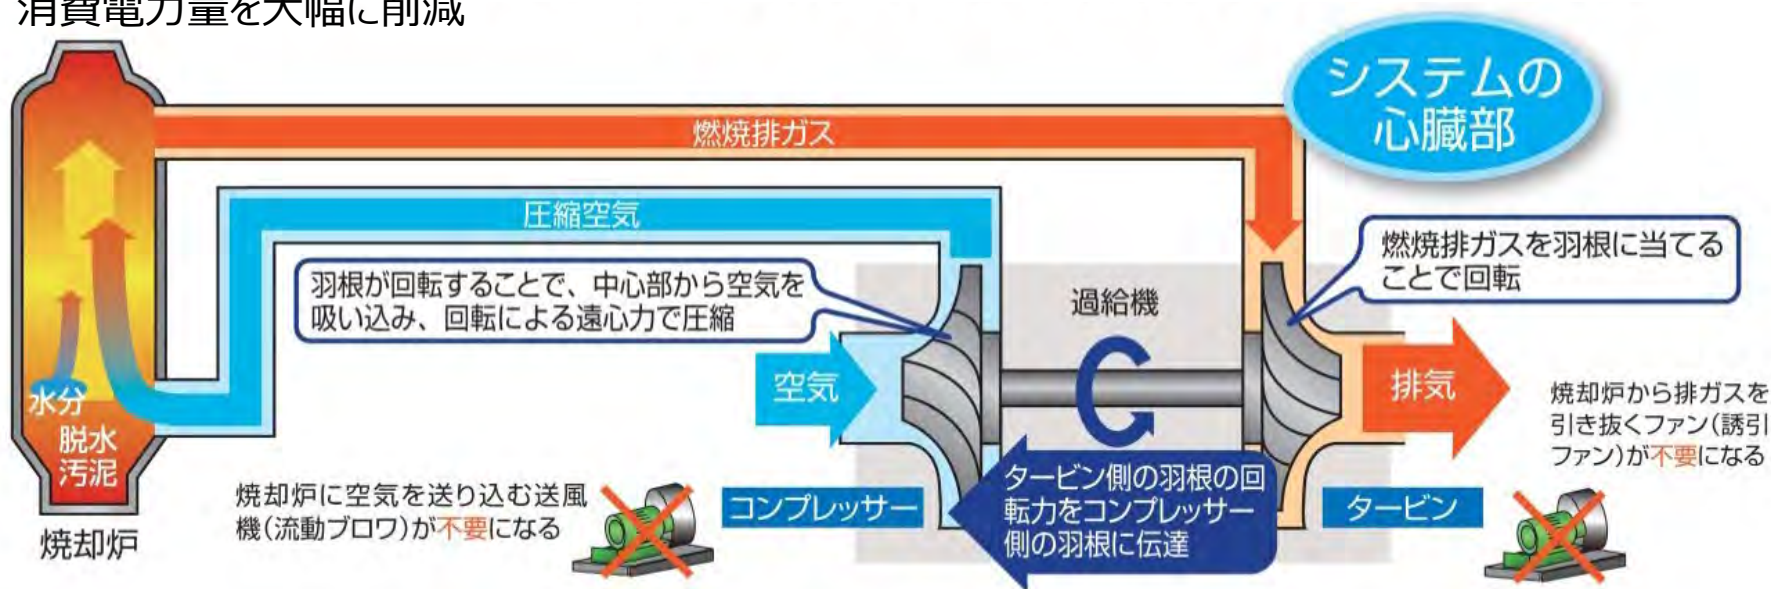 消費電力量を大幅に削減
システムの
心臓部
燃焼排ガス
圧縮空気
燃焼排ガスを羽根に当てる
ことで回転
羽根が回転することで、中心部から空気を
吸い込み、回転による遠心力で圧縮
過給機
空気
排気
水分
脱水
汚泥
焼却炉
焼却炉から排ガスを
引き抜くファン(誘引
ファン)が不要になる
焼却炉に空気を送り込む送風
機(流動ブロワ)が不要になる
コンプレッサー
タービン側の羽根の回
転力をコンプレッサー
側の羽根に伝達
タービン